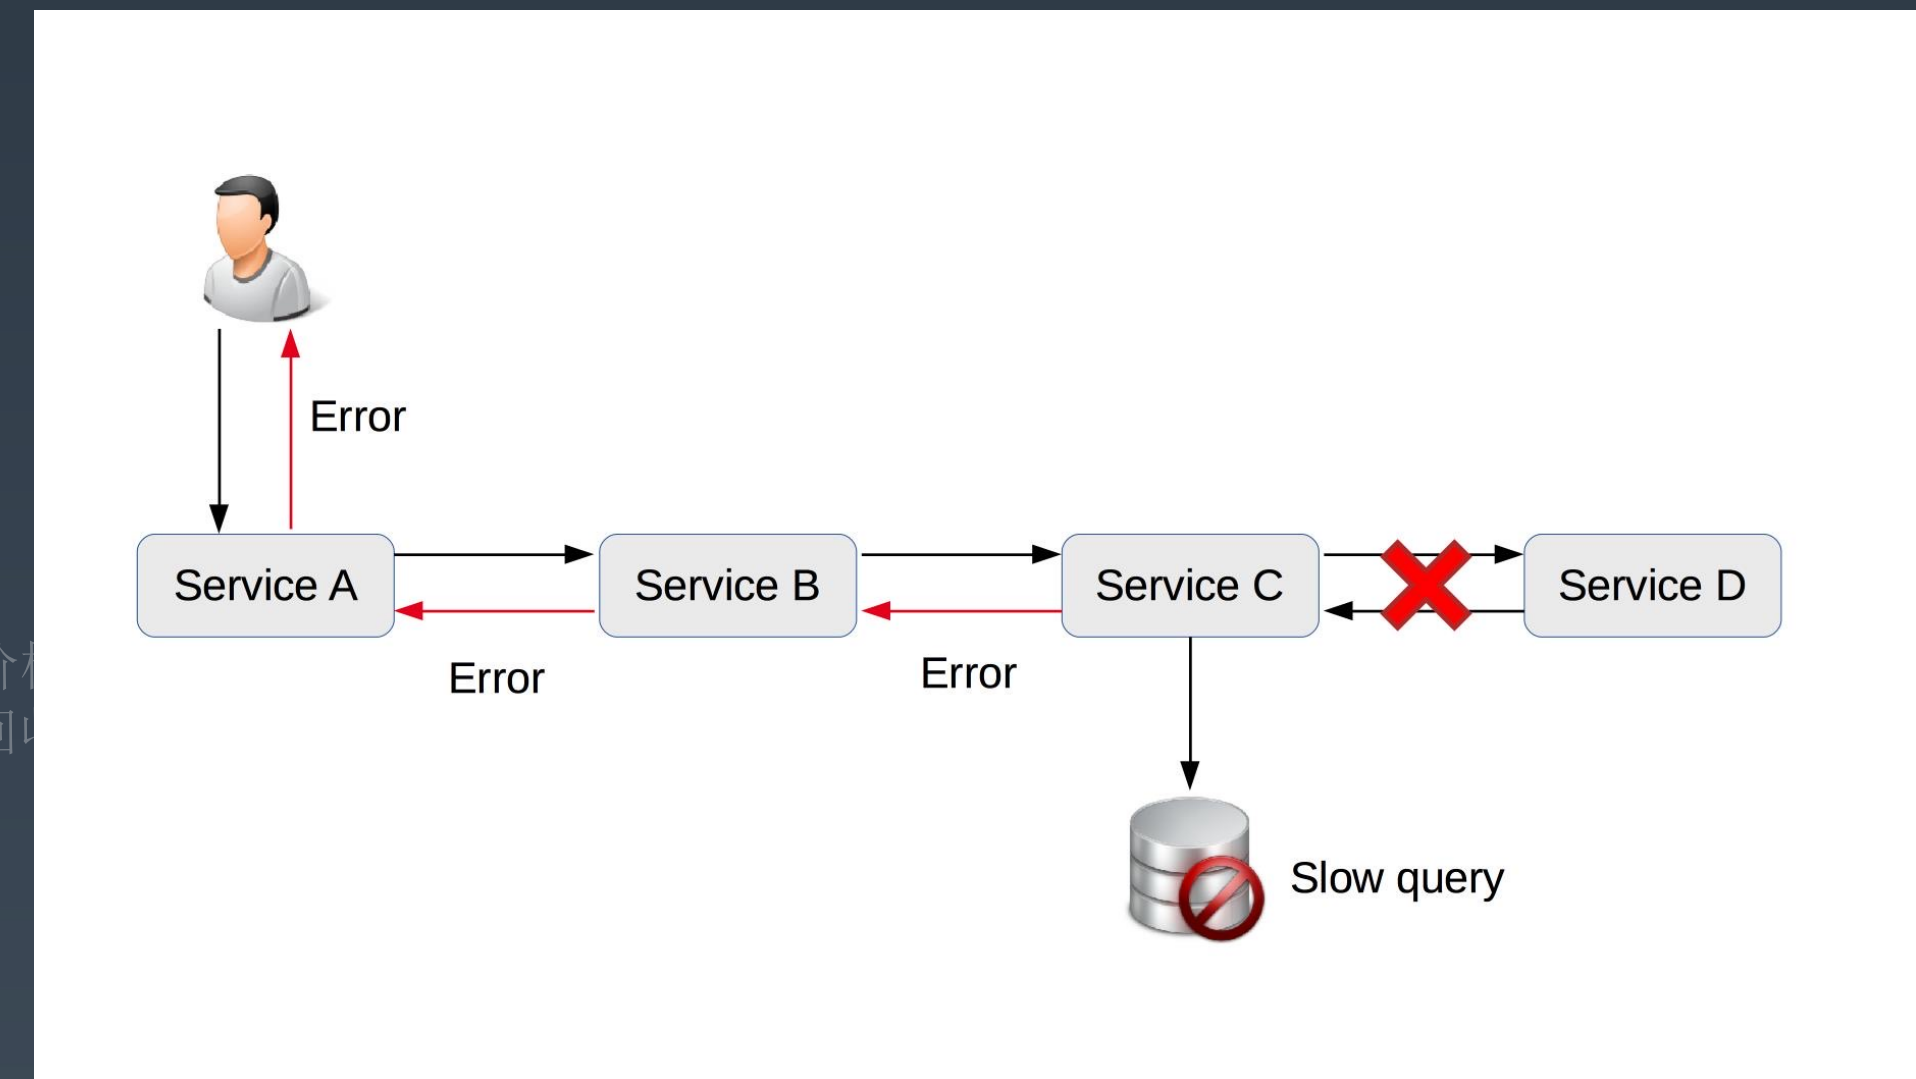 Error
Service A
Service B
Service C
Service D
Error
Error
Slow query